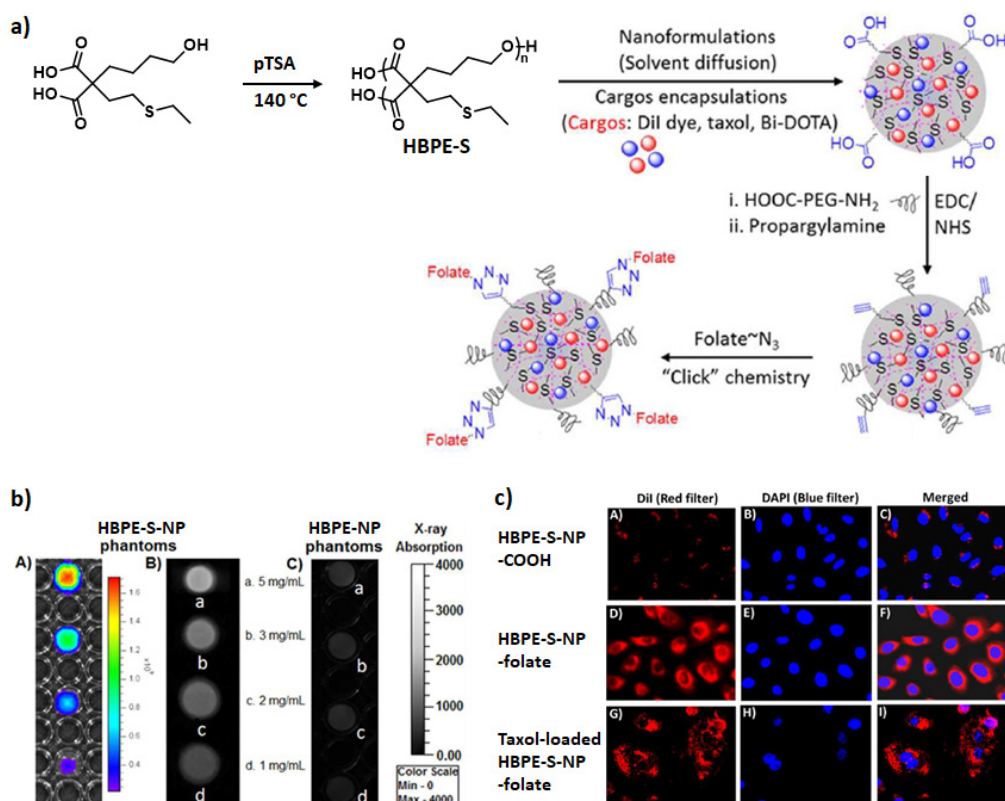 a)
O
HO
HO
O
OH
S
pTSA
140 °C
O
HO
HO
O
O
H
n
S
HBPE-S
Nanoformulations
(Solvent diffusion)
Cargos encapsulations
(Cargos: DiI dye, taxol, Bi-DOTA)
i. HOOC-PEG-NH2
ii. Propargylamine
EDC/
NHS
Folate~N3
"Click" chemistry
Folate
Folate
Folate
Folate
b)
HBPE-S-NP
phantoms
HBPE-NP
phantoms
X-ray
Absorption
A)
B)
C)
1.6
1.4
1.2
1.0
0.8
0.6
0.4
a. 5 mg/mL
b. 3 mg/mL
c. 2 mg/mL
d. 1 mg/mL
a
b
c
d
a
b
c
d
4000
3000
2000
1000
0.00
Color Scale
Min - 0
Max - 4000
c)
DiI (Red filter)
DAPI (Blue filter)
Merged
HBPE-S-NP
-COOH
A)
B)
C)
HBPE-S-NP
-folate
D)
E)
F)
Taxol-loaded
HBPE-S-NP
-folate
G)
H)
I)